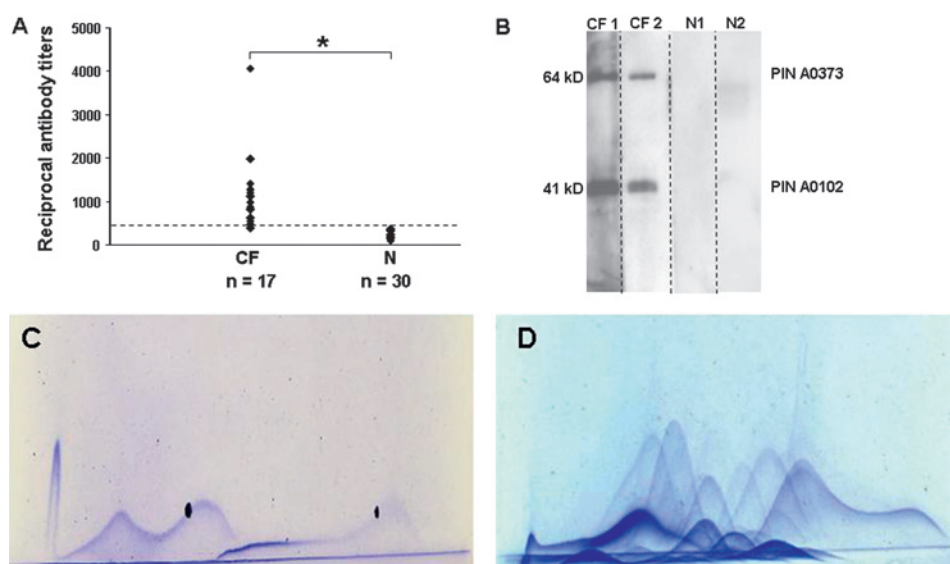 A
Reciprocal antibody titers
5000
4000
3000
2000
1000
0
*
CF
N
n = 17
n = 30
B
CF 1 CF 2 N1 N2
64 kD
PIN A0373
41 kD
PIN A0102
C
D